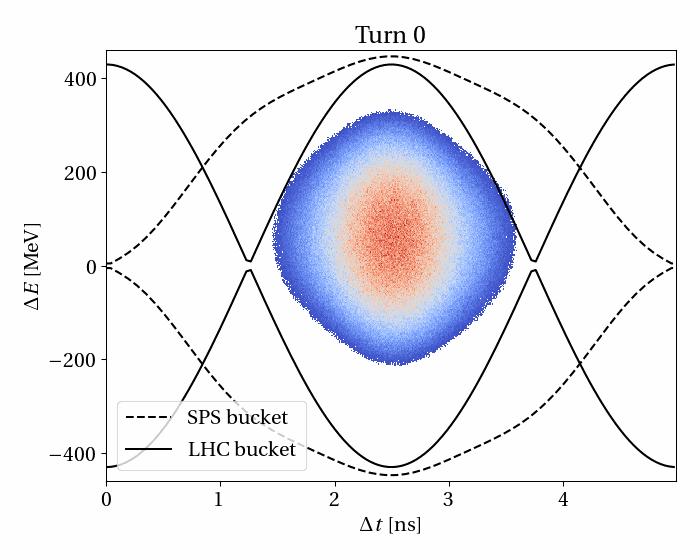 Turn 0
ΔE [MeV]
400
200
0
−200
−400
SPS bucket
LHC bucket
0 1 2 3 4
Δt [ns]